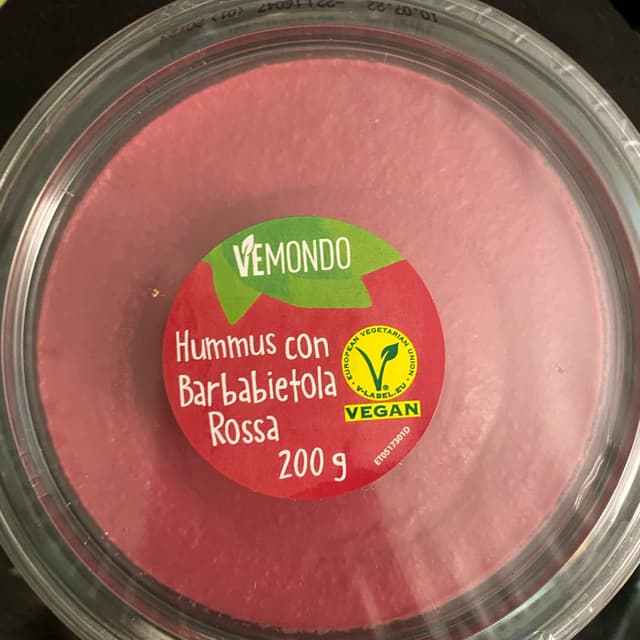 VEMONDO
Hummus con
Barbabietola
Rossa
200 g
EUROPEAN VEGETARIAN UNION
V-LABEL.EU
VEGAN
ET0517301D